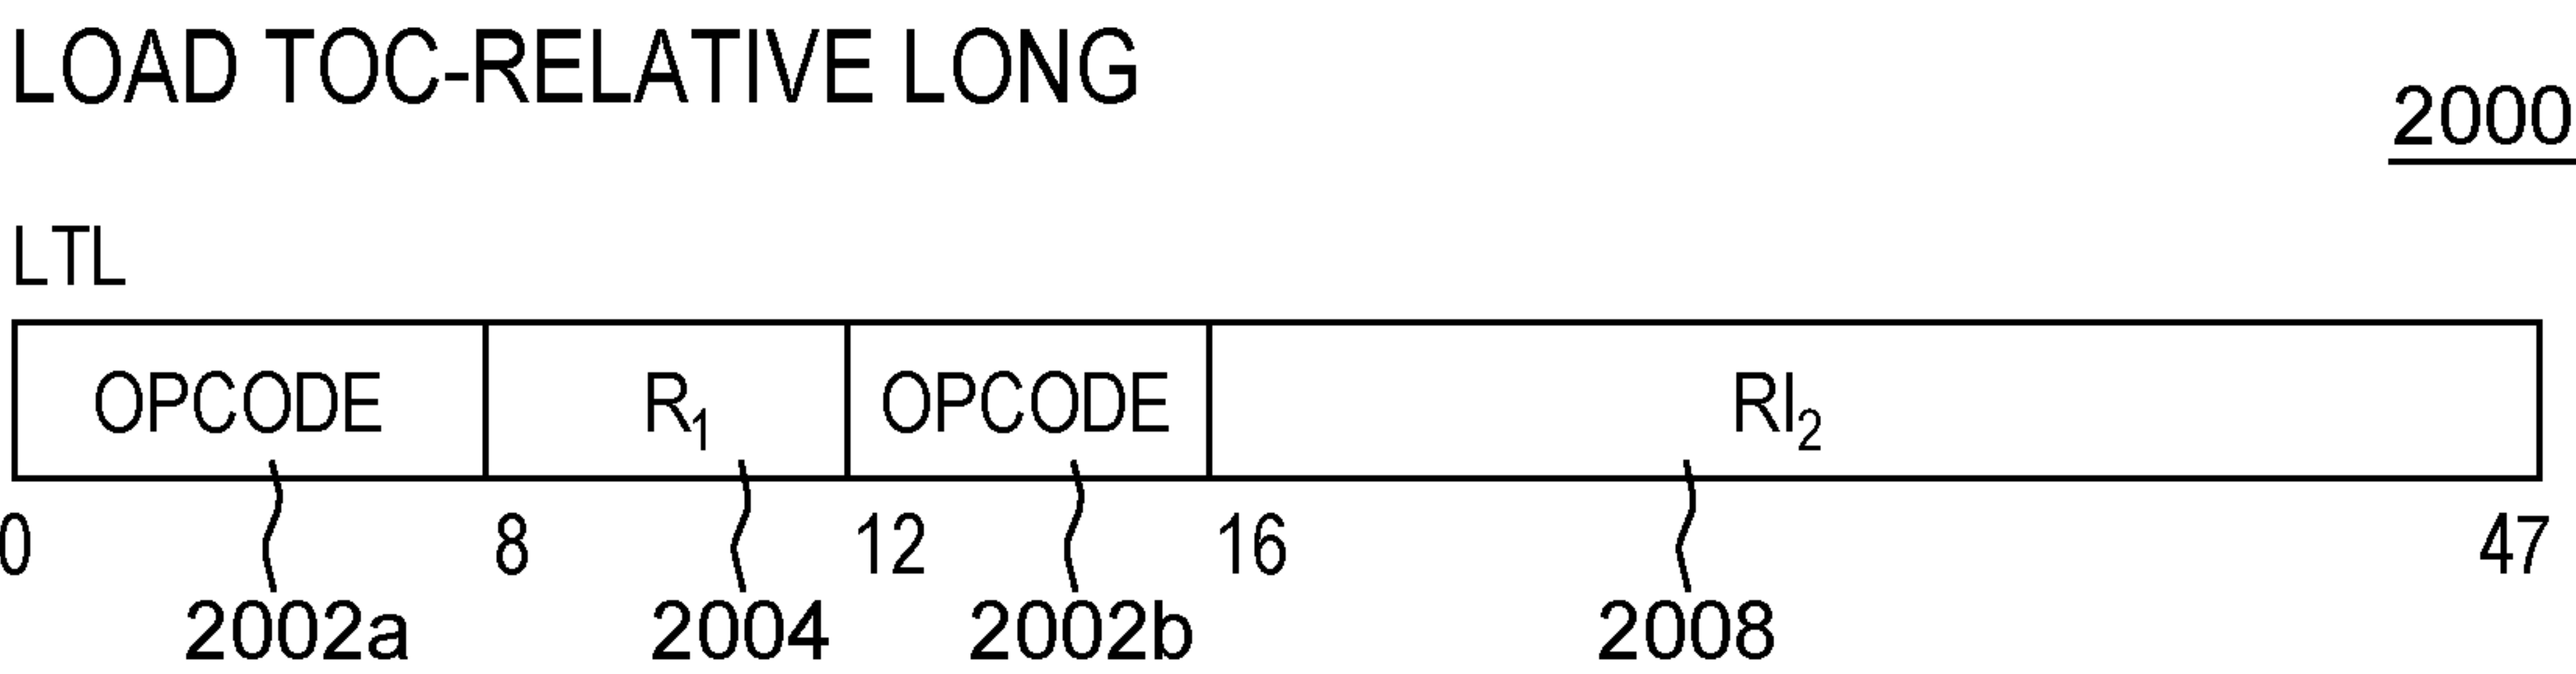 LOAD TOC-RELATIVE LONG
2000
LTL
OPCODE R₁ OPCODE RI₂
0 8 12 16 47
2002a 2004 2002b 2008